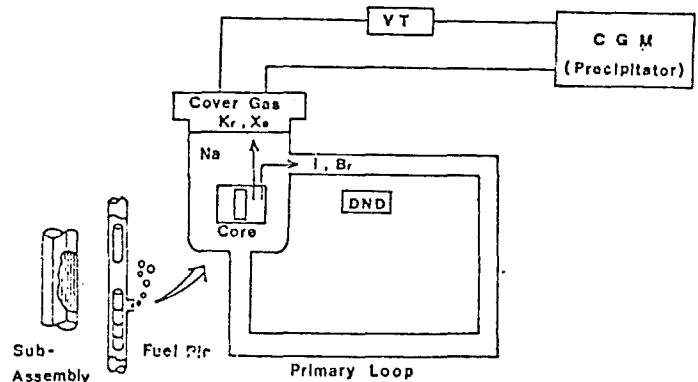 VT
C G M
(Precipitator)
Cover Gas
Kr, Xe
Na
I, Br
DND
Core
Sub-
Assembly
Fuel Pin
Primary Loop